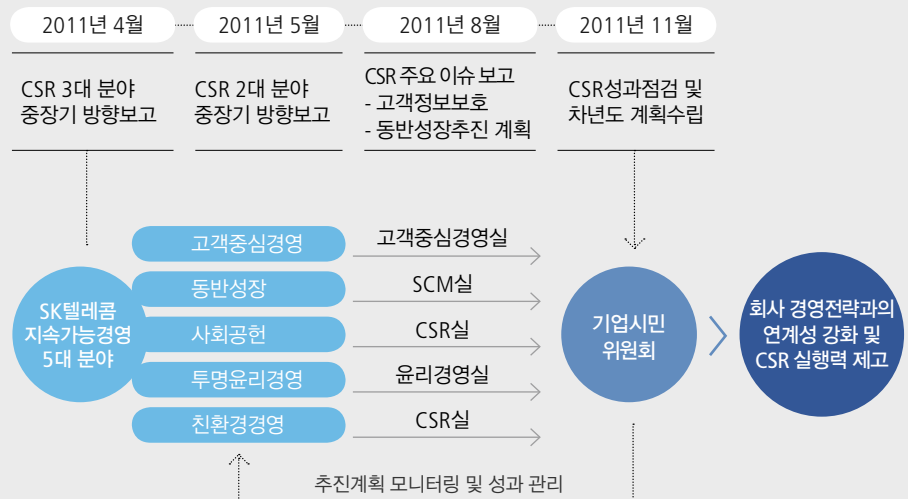 2011년 4월
2011년 5월
2011년 8월
2011년 11월
CSR 3대 분야
중장기 방향보고
CSR 2대 분야
중장기 방향보고
CSR 주요 이슈 보고
- 고객정보보호
- 동반성장추진 계획
CSR성과점검 및
차년도 계획수립
SK텔레콤
지속가능경영
5대 분야
고객중심경영
고객중심경영실
동반성장
SCM실
사회공헌
CSR실
투명윤리경영
윤리경영실
친환경경영
CSR실
기업시민
위원회
회사 경영전략과의
연계성 강화 및
CSR 실행력 제고
추진계획 모니터링 및 성과 관리